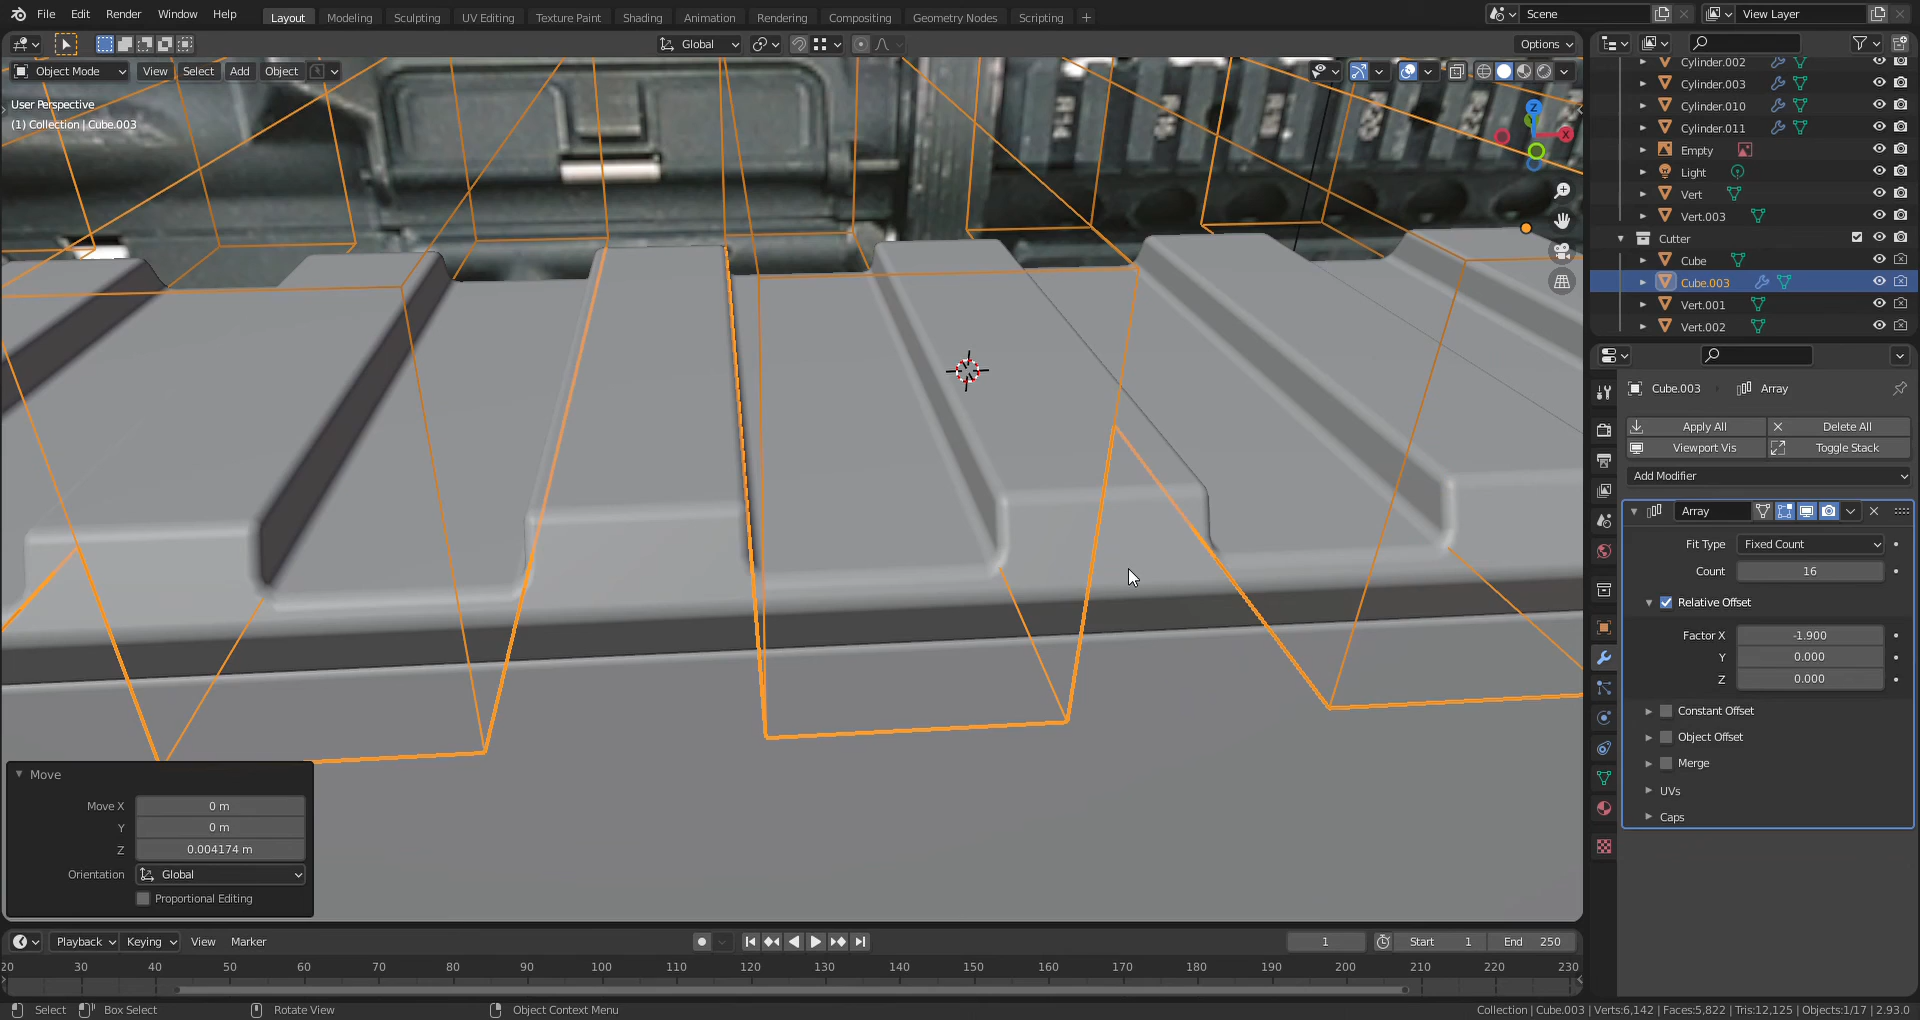 File Edit Render Window Help Layout Modeling Sculpting UV Editing Texture Paint Shading Animation Rendering Compositing Geometry Nodes Scripting + Scene View Layer
Global Options
Object Mode View Select Add Object
User Perspective
(1) Collection | Cube.003
Z
X
Cylinder.002
Cylinder.003
Cylinder.010
Cylinder.011
Empty
Light
Vert
Vert.003
Cutter
Cube
Cube.003
Vert.001
Vert.002
Cube.003 Array
Apply All Delete All
Viewport Vis Toggle Stack
Add Modifier
Array
Fit Type Fixed Count
Count 16
Relative Offset
Factor X -1.900
Y 0.000
Z 0.000
Constant Offset
Object Offset
Merge
UVs
Caps
R14
R16
R18
R20
Move
Move X 0 m
Y 0 m
Z 0.004174 m
Orientation Global
Proportional Editing
Playback Keying View Marker 1 Start 1 End 250
20 30 40 50 60 70 80 90 100 110 120 130 140 150 160 170 180 190 200 210 220 230
Select Box Select Rotate View Object Context Menu Collection | Cube.003 | Verts:6,142 | Faces:5,822 | Tris:12,125 | Objects:1/17 | 2.93.0